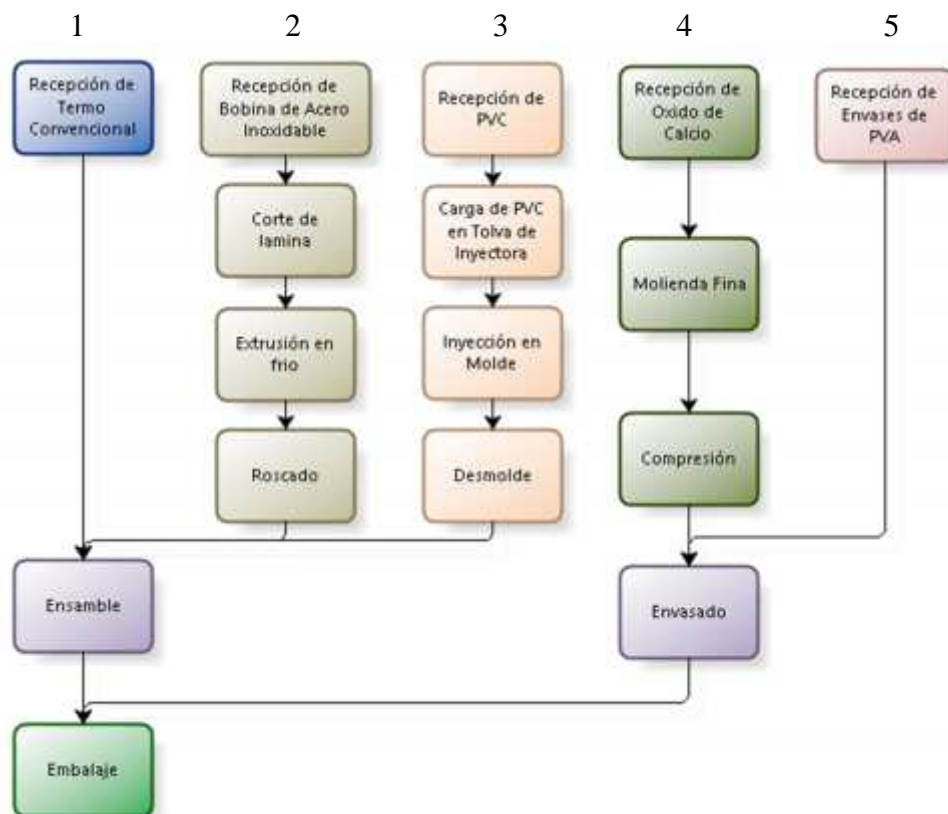 1 2 3 4 5
Recepción de
Termo
Convencional
Recepción de
Bobina de Acero
Inoxidable
Recepción de
PVC
Recepción de
Oxido de
Calcio
Recepción de
Envases de
PVA
Corte de
lamina
Carga de PVC
en Tolva de
Inyectora
Molienda Fina
Extrusión en
frio
Inyección en
Molde
Roscado
Desmolde
Compresión
Ensamble
Envasado
Embalaje